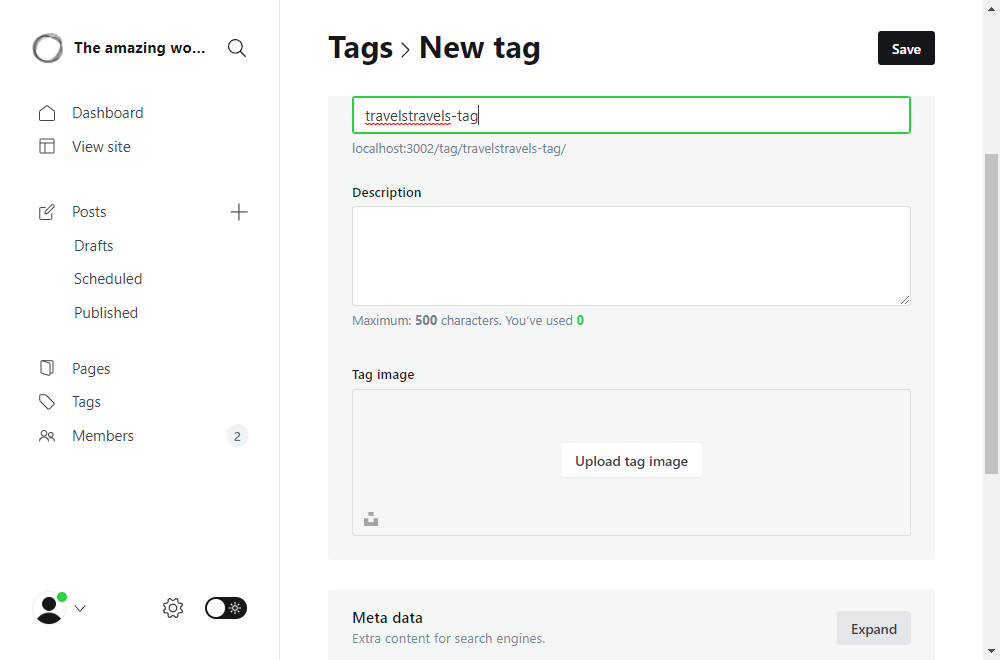 The amazing wo...
Dashboard
View site
Posts
Drafts
Scheduled
Published
Pages
Tags
Members
2
Tags > New tag
Save
travelstravels-tag
localhost:3002/tag/travelstravels-tag/
Description
Maximum: 500 characters. You’ve used 0
Tag image
Upload tag image
Meta data
Extra content for search engines.
Expand